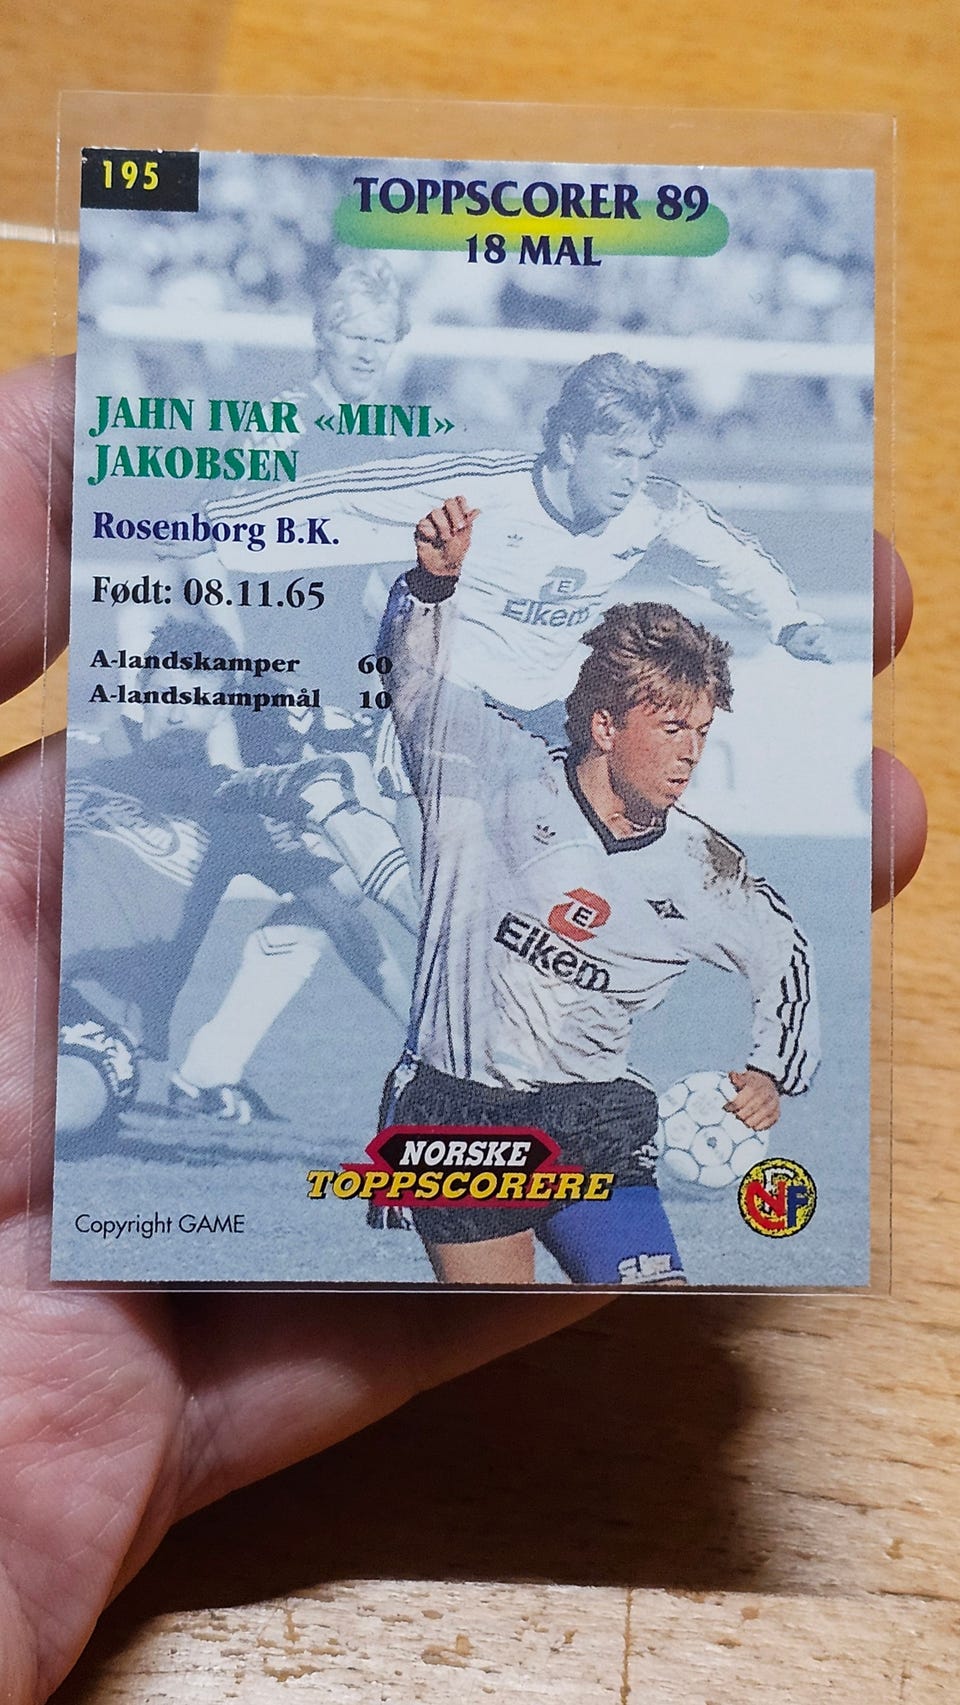 195
TOPPSCORER 89
18 MAL
JAHN IVAR «MINI»
JAKOBSEN
Rosenborg B.K.
Født: 08.11.65
A-landskamper 60
A-landskampmål 10
E
Elkem
E
Elkem
NORSKE
TOPPSCORERE
NFF
Copyright GAME